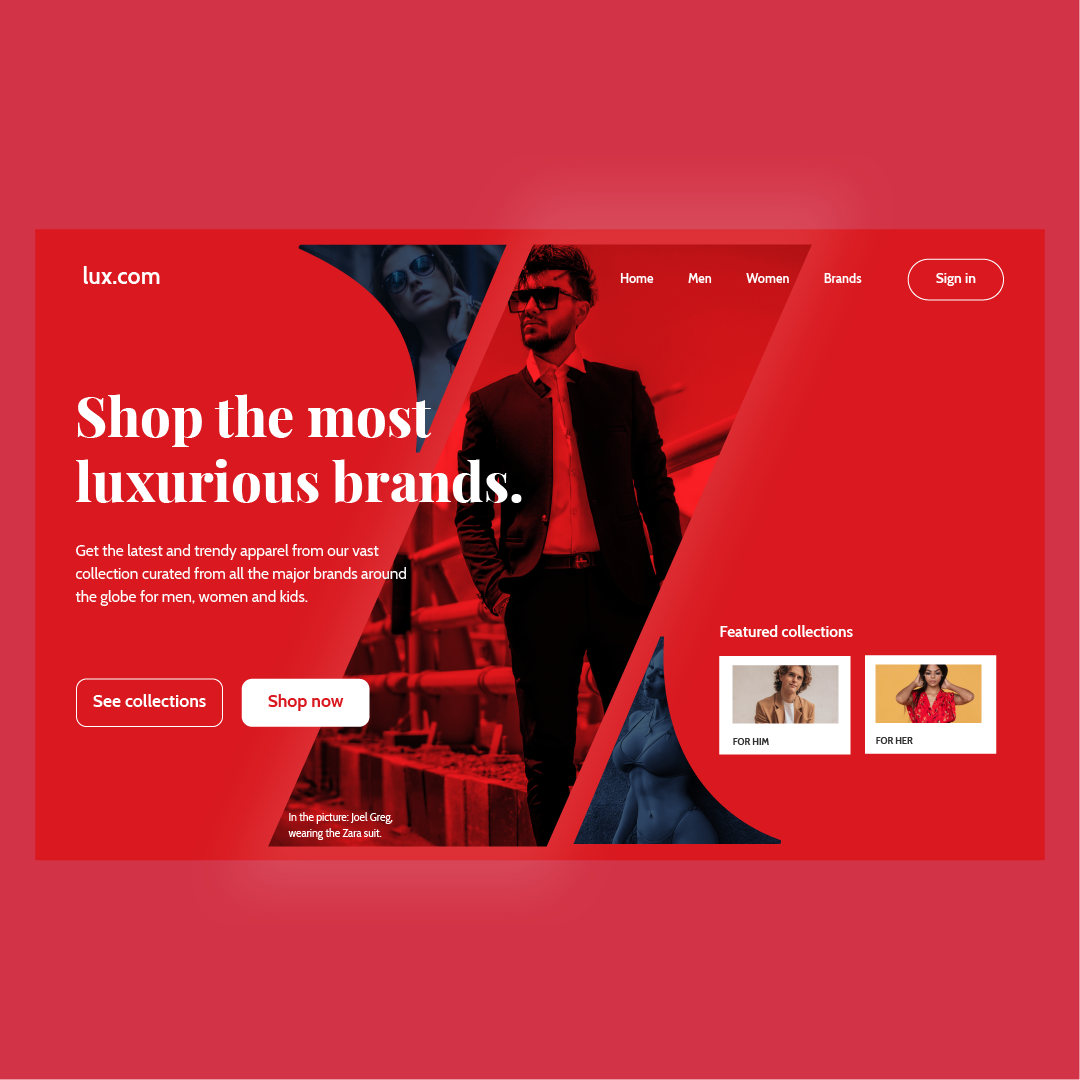 lux.com
Home
Men
Women
Brands
Sign in
Shop the most
luxurious brands.
Get the latest and trendy apparel from our vast
collection curated from all the major brands around
the globe for men, women and kids.
See collections
Shop now
Featured collections
FOR HIM
FOR HER
In the picture: Joel Greg,
wearing the Zara suit.